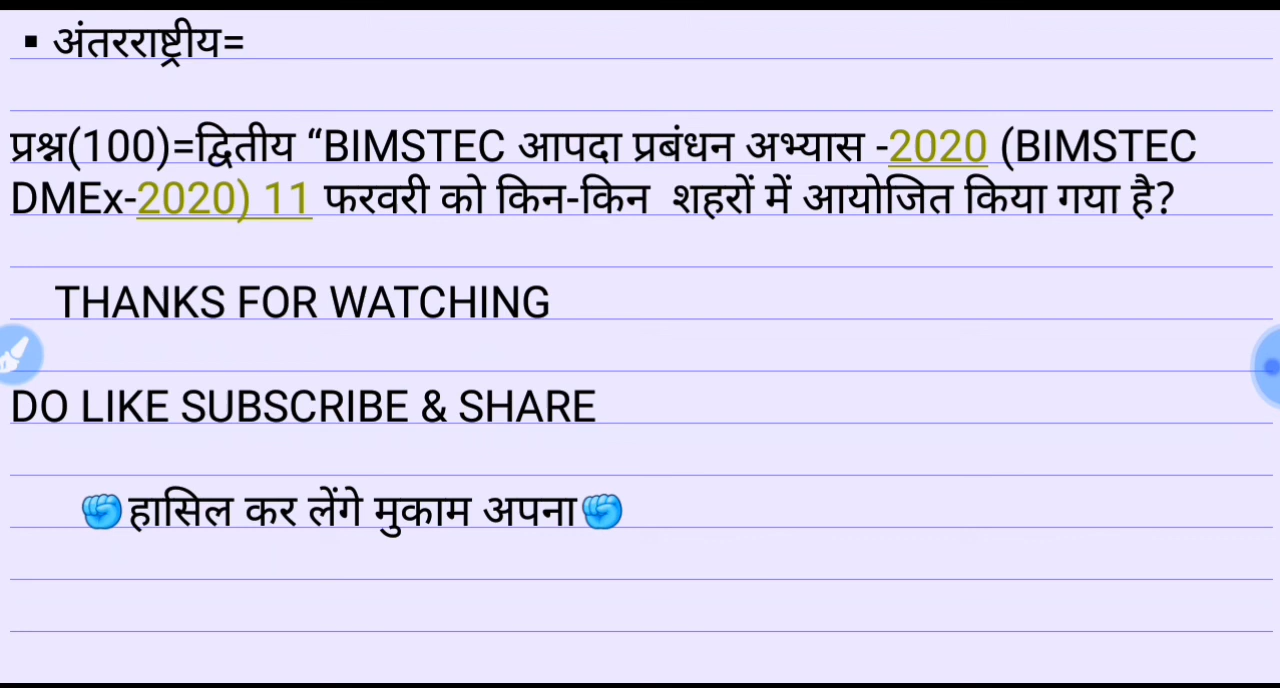 ▪ अंतरराष्ट्रीय=
प्रश्न(100)=द्वितीय “BIMSTEC आपदा प्रबंधन अभ्यास -2020 (BIMSTEC
DMEx-2020) 11 फरवरी को किन-किन शहरों में आयोजित किया गया है?
THANKS FOR WATCHING
DO LIKE SUBSCRIBE & SHARE
✊हासिल कर लेंगे मुकाम अपना✊